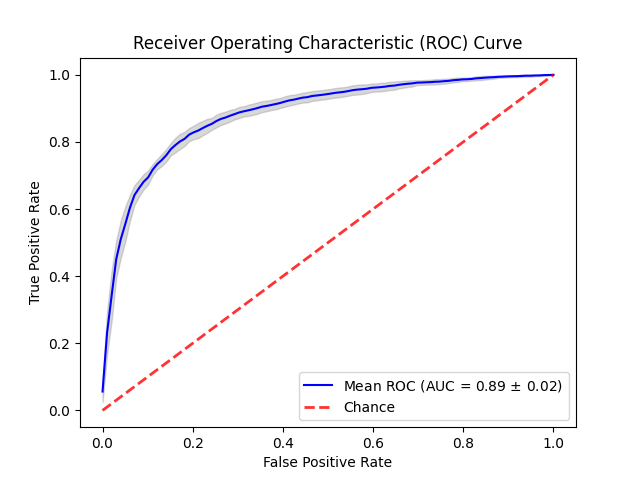 Receiver Operating Characteristic (ROC) Curve
1.0
0.8
0.6
0.4
0.2
0.0
True Positive Rate
Mean ROC (AUC = 0.89 ± 0.02)
Chance
0.0 0.2 0.4 0.6 0.8 1.0
False Positive Rate